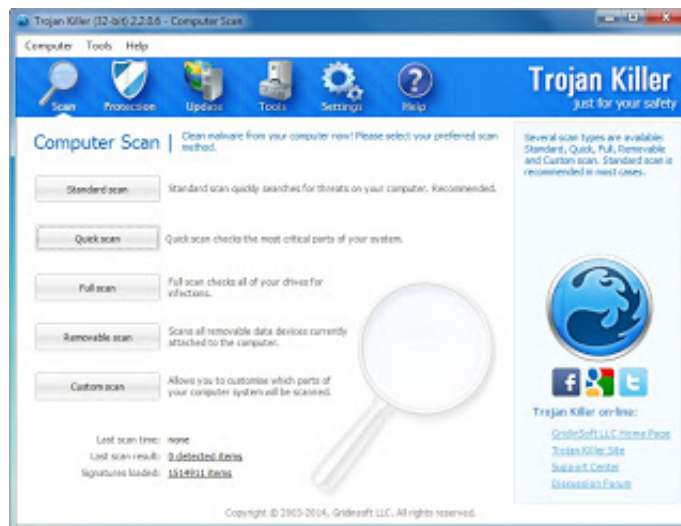 Trojan Killer (32-bit) 2.2.0.6 - Computer Scan
Computer Tools Help
Scan Protection Update Tools Settings Help
Trojan Killer
just for your safety
Computer Scan
Clean malware from your computer now! Please select your preferred scan
method.
Several scan types are available:
Standard, Quick, Full, Removable
and Custom scan. Standard scan is
recommended in most cases.
Standard scan
Standard scan quickly searches for threats on your computer. Recommended.
Quick scan
Quick scan checks the most critical parts of your system.
Full scan
Full scan checks all of your drives for
infections.
Removable scan
Scans all removable data devices currently
attached to the computer.
Custom scan
Allows you to customise which parts of
your computer system will be scanned.
Last scan time: none
Last scan result: 0 detected items
Signatures loaded: 1514911 items
Trojan Killer on-line:
GridinSoft LLC Home Page
Trojan Killer Site
Support Center
Discussion Forum
Copyright © 2003-2014, Gridinsoft LLC. All rights reserved.